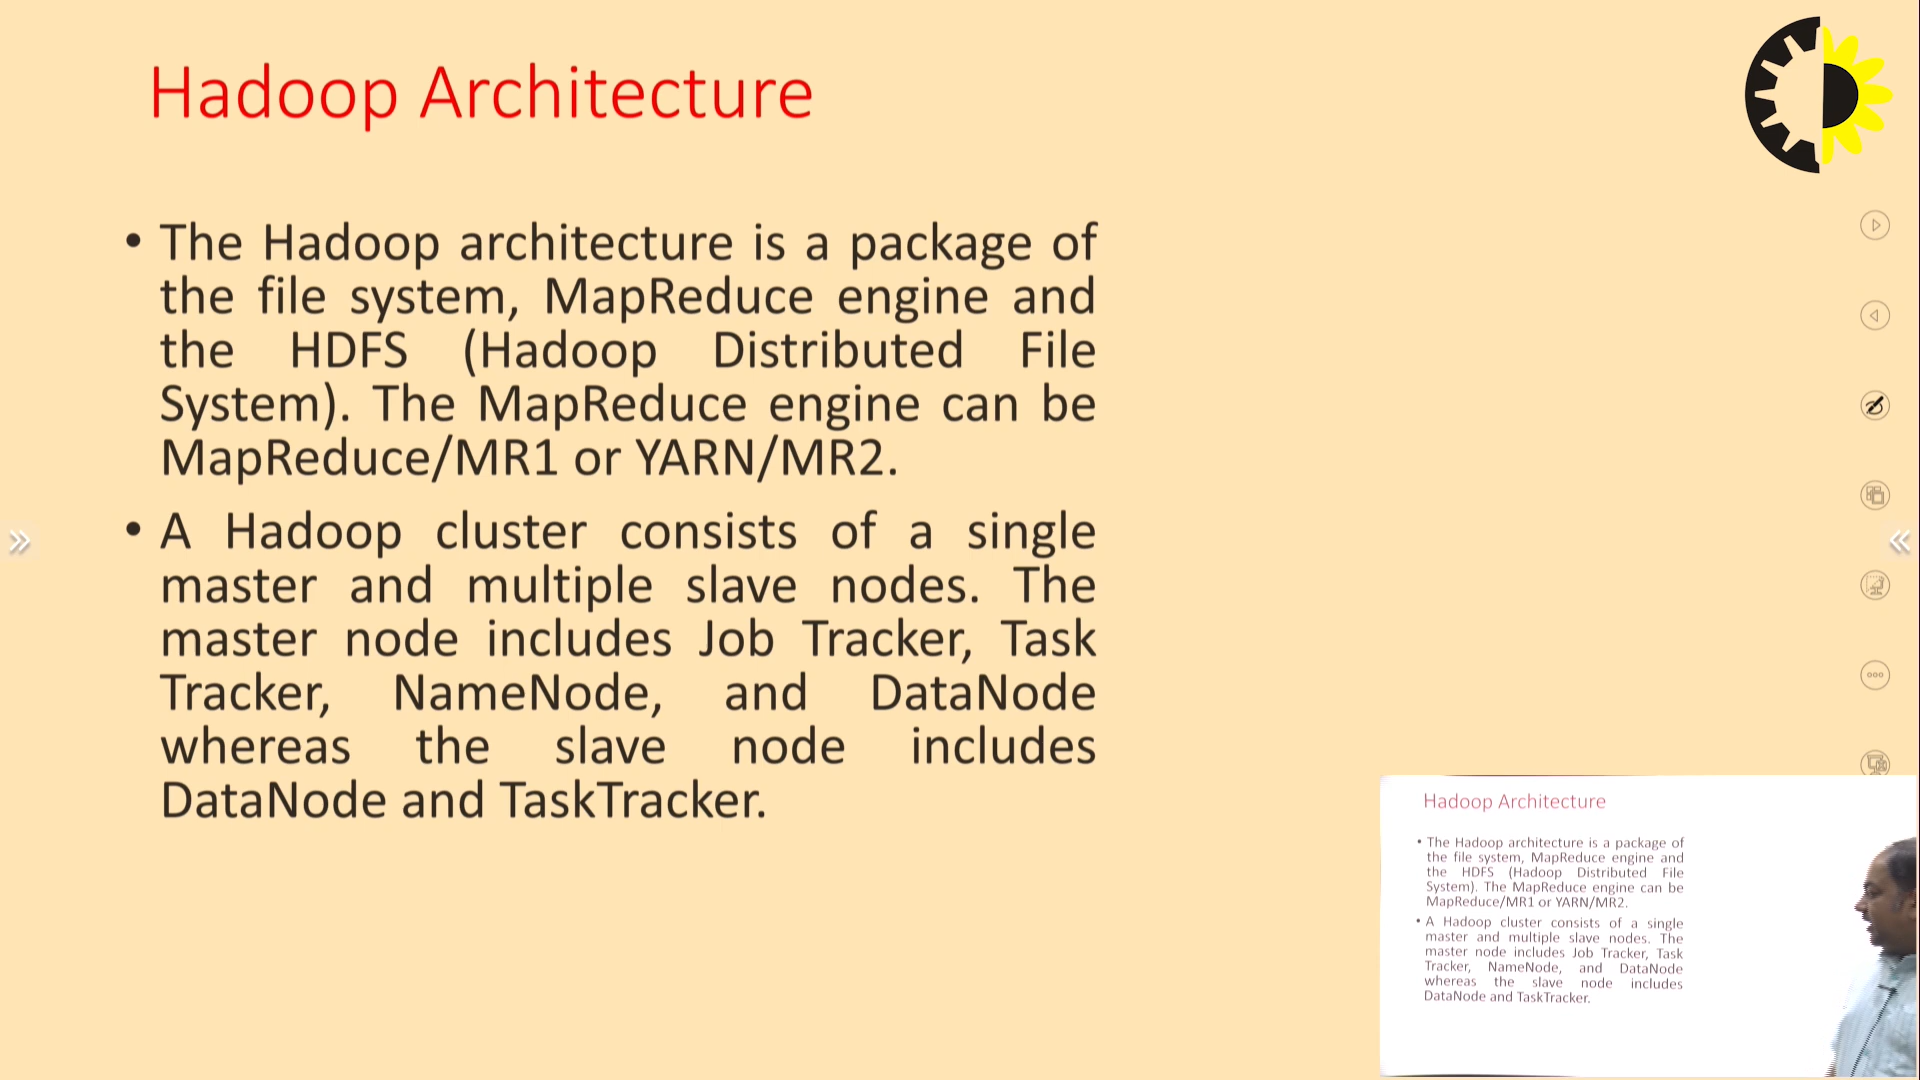 Hadoop Architecture
• The Hadoop architecture is a package of
the file system, MapReduce engine and
the HDFS (Hadoop Distributed File
System). The MapReduce engine can be
MapReduce/MR1 or YARN/MR2.
• A Hadoop cluster consists of a single
master and multiple slave nodes. The
master node includes Job Tracker, Task
Tracker, NameNode, and DataNode
whereas the slave node includes
DataNode and TaskTracker.
Hadoop Architecture
• The Hadoop architecture is a package of
the file system, MapReduce engine and
the HDFS (Hadoop Distributed File
System). The MapReduce engine can be
MapReduce/MR1 or YARN/MR2.
• A Hadoop cluster consists of a single
master and multiple slave nodes. The
master node includes Job Tracker, Task
Tracker, NameNode, and DataNode
whereas the slave node includes
DataNode and TaskTracker.